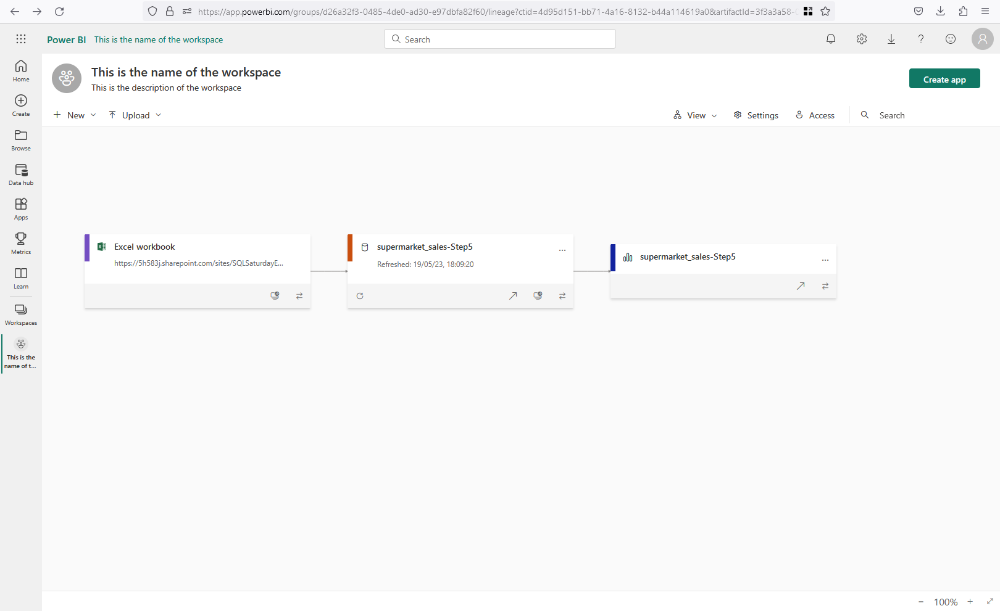 https://app.powerbi.com/groups/d26a32f3-0485-4de0-ad30-e97dbfa82f60/lineage?ctid=4d95d151-bb71-4a16-8132-b44a114619a0&artifactId=3f3a3a58-
Power BI This is the name of the workspace
Search
Home
Create
Browse
Data hub
Apps
Metrics
Learn
Workspaces
This is the
name of t...
This is the name of the workspace
This is the description of the workspace
Create app
New
Upload
View
Settings
Access
Search
Excel workbook
https://5h583j.sharepoint.com/sites/SQLSaturdayE...
supermarket_sales-Step5
Refreshed: 19/05/23, 18:09:20
supermarket_sales-Step5
100%